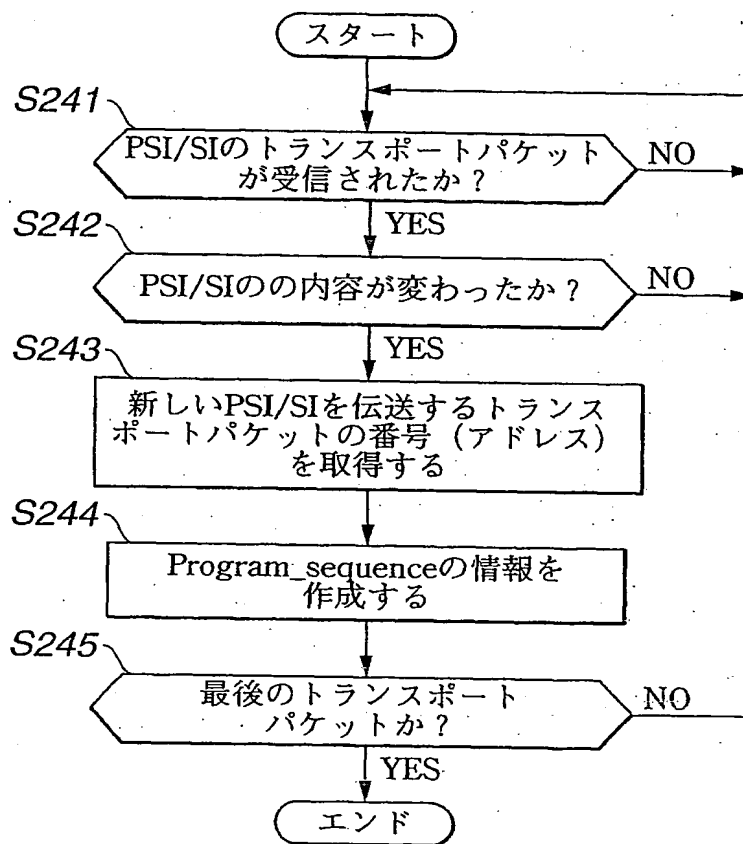 スタート
S241
PSI/SIのトランスポートパケット
が受信されたか?
NO
YES
S242
PSI/SIのの内容が変わったか?
NO
YES
S243
新しいPSI/SIを伝送するトランス
ポートパケットの番号(アドレス)
を取得する
S244
Program_sequenceの情報を
作成する
S245
最後のトランスポート
パケットか?
NO
YES
エンド